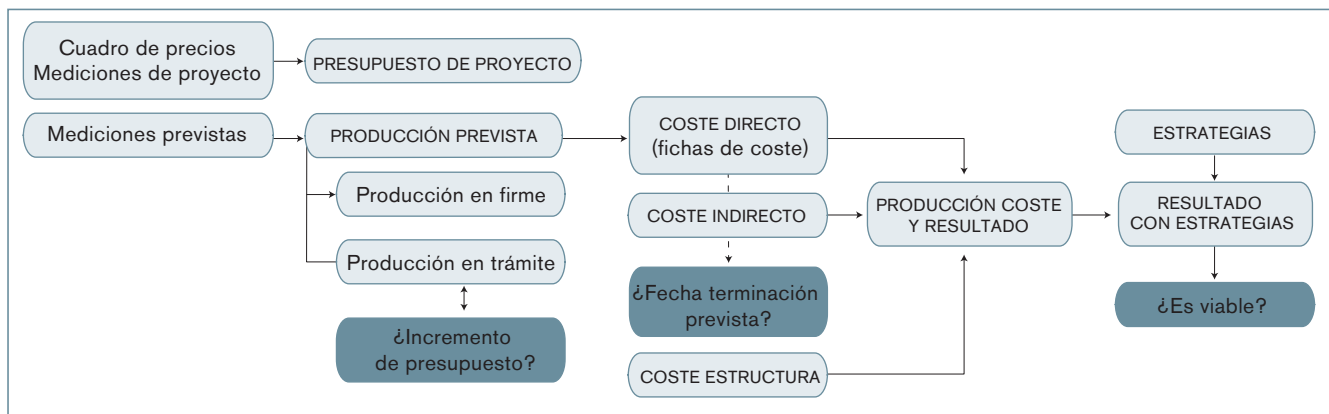 Cuadro de precios
Mediciones de proyecto
PRESUPUESTO DE PROYECTO
Mediciones previstas
PRODUCCIÓN PREVISTA
Producción en firme
Producción en trámite
¿Incremento
de presupuesto?
COSTE DIRECTO
(fichas de coste)
COSTE INDIRECTO
¿Fecha terminación
prevista?
COSTE ESTRUCTURA
PRODUCCIÓN COSTE
Y RESULTADO
ESTRATEGIAS
RESULTADO
CON ESTRATEGIAS
¿Es viable?